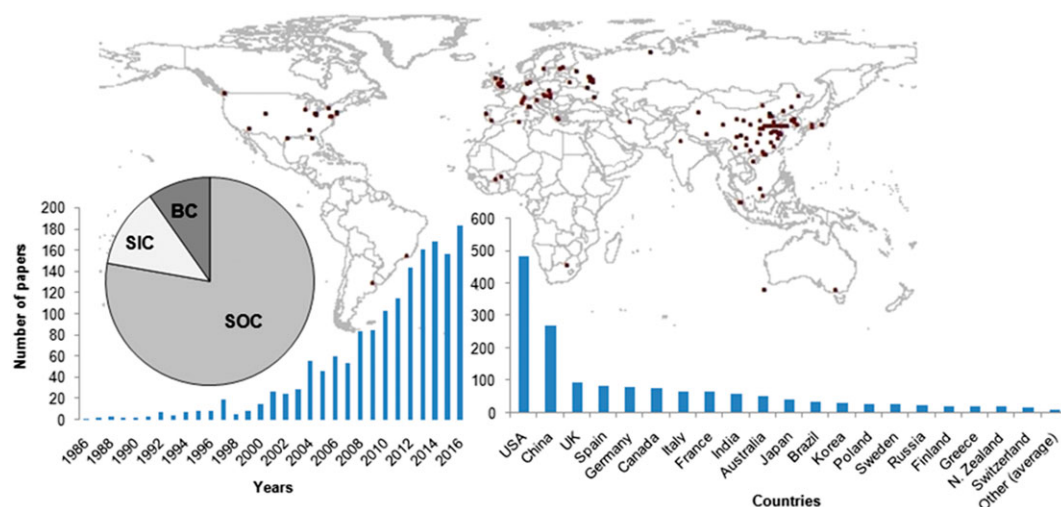 BC
SIC
SOC
Number of papers
200
180
160
140
120
100
80
60
40
20
0
1986
1988
1990
1992
1994
1996
1998
2000
2002
2004
2006
2008
2010
2012
2014
2016
Years
600
500
400
300
200
100
0
USA
China
UK
Spain
Germany
Canada
Italy
France
India
Australia
Japan
Brazil
Korea
Poland
Sweden
Russia
Finland
Greece
N. Zealand
Switzerland
Other (average)
Countries